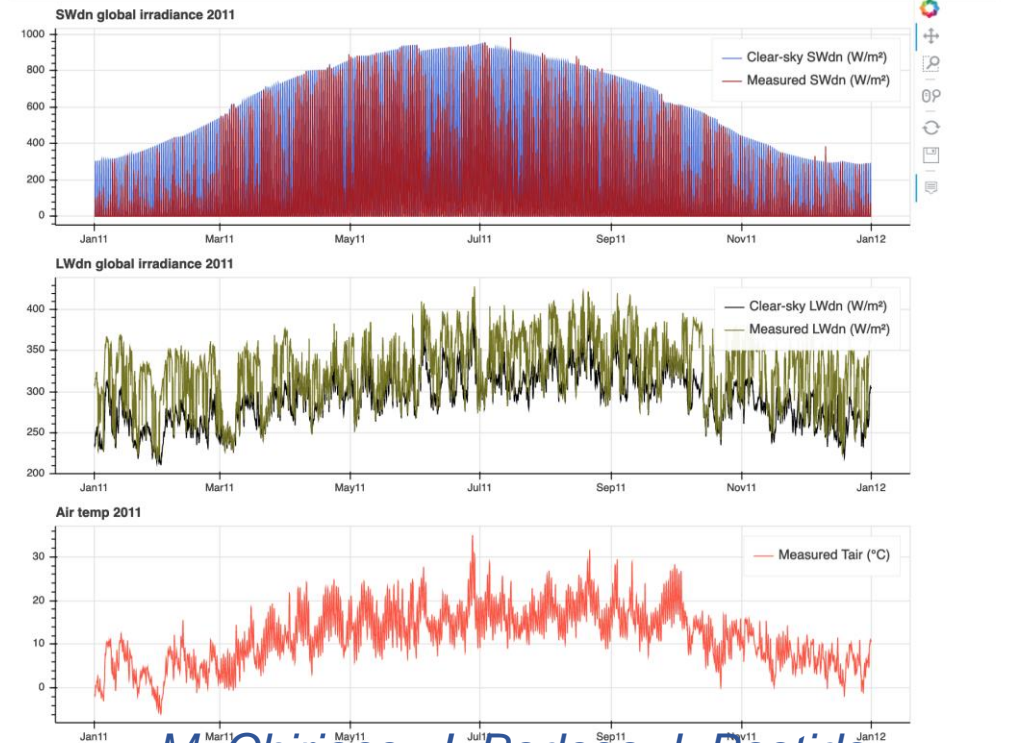 SWdn global irradiance 2011
1000
800
600
400
200
0
Clear-sky SWdn (W/m²)
Measured SWdn (W/m²)
Jan11 Mar11 May11 Jul11 Sep11 Nov11 Jan12
LWdn global irradiance 2011
400
350
300
250
200
Clear-sky LWdn (W/m²)
Measured LWdn (W/m²)
Jan11 Mar11 May11 Jul11 Sep11 Nov11 Jan12
Air temp 2011
30
20
10
0
Measured Tair (°C)
Jan11 Mar11 May11 Jul11 Sep11 Nov11 Jan12